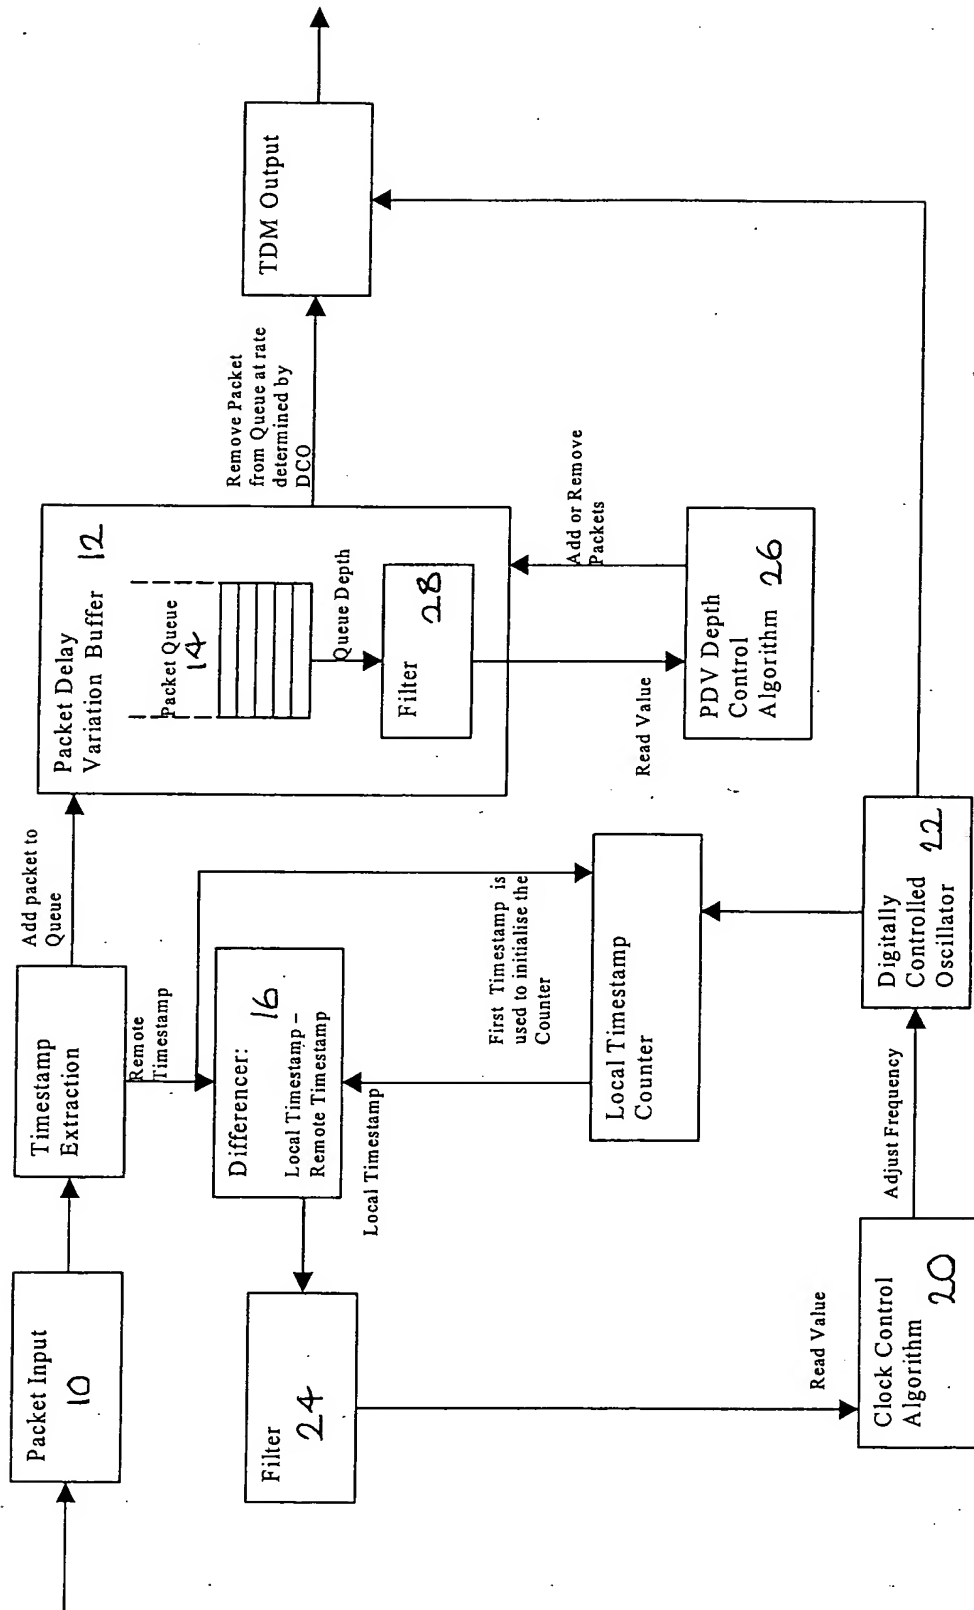 Packet Input
10
Timestamp
Extraction
Add packet to
Queue
Remote
Timestamp
Packet Delay
Variation Buffer 12
Packet Queue
14
Queue Depth
Filter
28
Remove Packet
from Queue at rate
determined by
DCO
TDM Output
Differencer: 16
Local Timestamp –
Remote Timestamp
First Timestamp is
used to initialise the
Counter
Local Timestamp
Filter
24
Local Timestamp
Counter
Read Value
Add or Remove
Packets
PDV Depth
Control
Algorithm 26
Read Value
Clock Control
Algorithm
20
Adjust Frequency
Digitally
Controlled
Oscillator 22